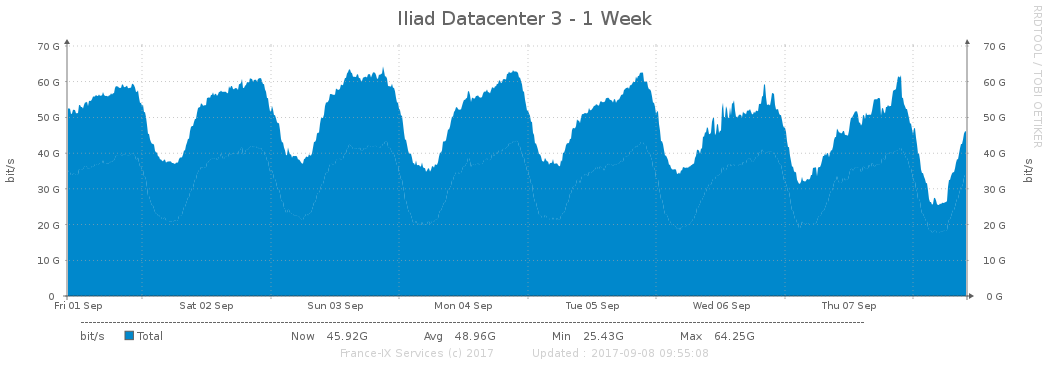 Iliad Datacenter 3 - 1 Week
RRDTOOL / TOBI OETIKER
70 G 70 G
60 G 60 G
50 G 50 G
40 G 40 G
30 G 30 G
20 G 20 G
10 G 10 G
0 0 G
bit/s bit/s
Fri 01 Sep Sat 02 Sep Sun 03 Sep Mon 04 Sep Tue 05 Sep Wed 06 Sep Thu 07 Sep
bit/s Total Now 45.92G Avg 48.96G Min 25.43G Max 64.25G
France-IX Services (c) 2017 Updated : 2017-09-08 09:55:08